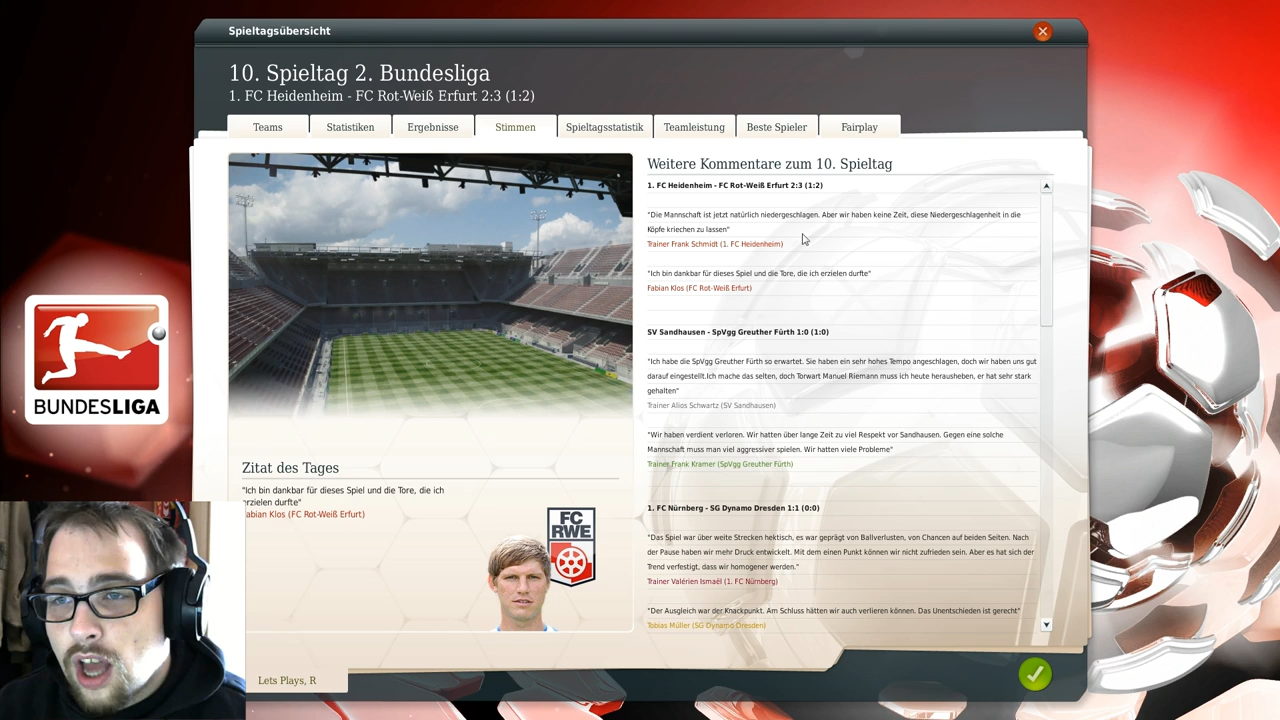 Spieltagsübersicht
10. Spieltag 2. Bundesliga
1. FC Heidenheim - FC Rot-Weiß Erfurt 2:3 (1:2)
Teams
Statistiken
Ergebnisse
Stimmen
Spieltagsstatistik
Teamleistung
Beste Spieler
Fairplay
Weitere Kommentare zum 10. Spieltag
1. FC Heidenheim - FC Rot-Weiß Erfurt 2:3 (1:2)
"Die Mannschaft ist jetzt natürlich niedergeschlagen. Aber wir haben keine Zeit, diese Niedergeschlagenheit in die
Köpfe kriechen zu lassen"
Trainer Frank Schmidt (1. FC Heidenheim)
"Ich bin dankbar für dieses Spiel und die Tore, die ich erzielen durfte"
Fabian Klos (FC Rot-Weiß Erfurt)
SV Sandhausen - SpVgg Greuther Fürth 1:0 (1:0)
"Ich habe die SpVgg Greuther Fürth so erwartet. Sie haben ein sehr hohes Tempo angeschlagen, doch wir haben uns gut
darauf eingestellt.Ich mache das selten, doch Torwart Manuel Riemann muss ich heute herausheben, er hat sehr stark
gehalten"
Trainer Alios Schwartz (SV Sandhausen)
"Wir haben verdient verloren. Wir hatten über lange Zeit zu viel Respekt vor Sandhausen. Gegen eine solche
Mannschaft muss man viel aggressiver spielen. Wir hatten viele Probleme"
Trainer Frank Kramer (SpVgg Greuther Fürth)
1. FC Nürnberg - SG Dynamo Dresden 1:1 (0:0)
"Das Spiel war über weite Strecken hektisch, es war geprägt von Ballverlusten, von Chancen auf beiden Seiten. Nach
der Pause haben wir mehr Druck entwickelt. Mit dem einen Punkt können wir nicht zufrieden sein. Aber es hat sich der
Trend verfestigt, dass wir homogener werden."
Trainer Valérien Ismaël (1. FC Nürnberg)
"Der Ausgleich war der Knackpunkt. Am Schluss hätten wir auch verlieren können. Das Unentschieden ist gerecht"
Tobias Müller (SG Dynamo Dresden)
Zitat des Tages
"Ich bin dankbar für dieses Spiel und die Tore, die ich
erzielen durfte"
abian Klos (FC Rot-Weiß Erfurt)
FC
RWE
BUNDESLIGA
Lets Plays, R